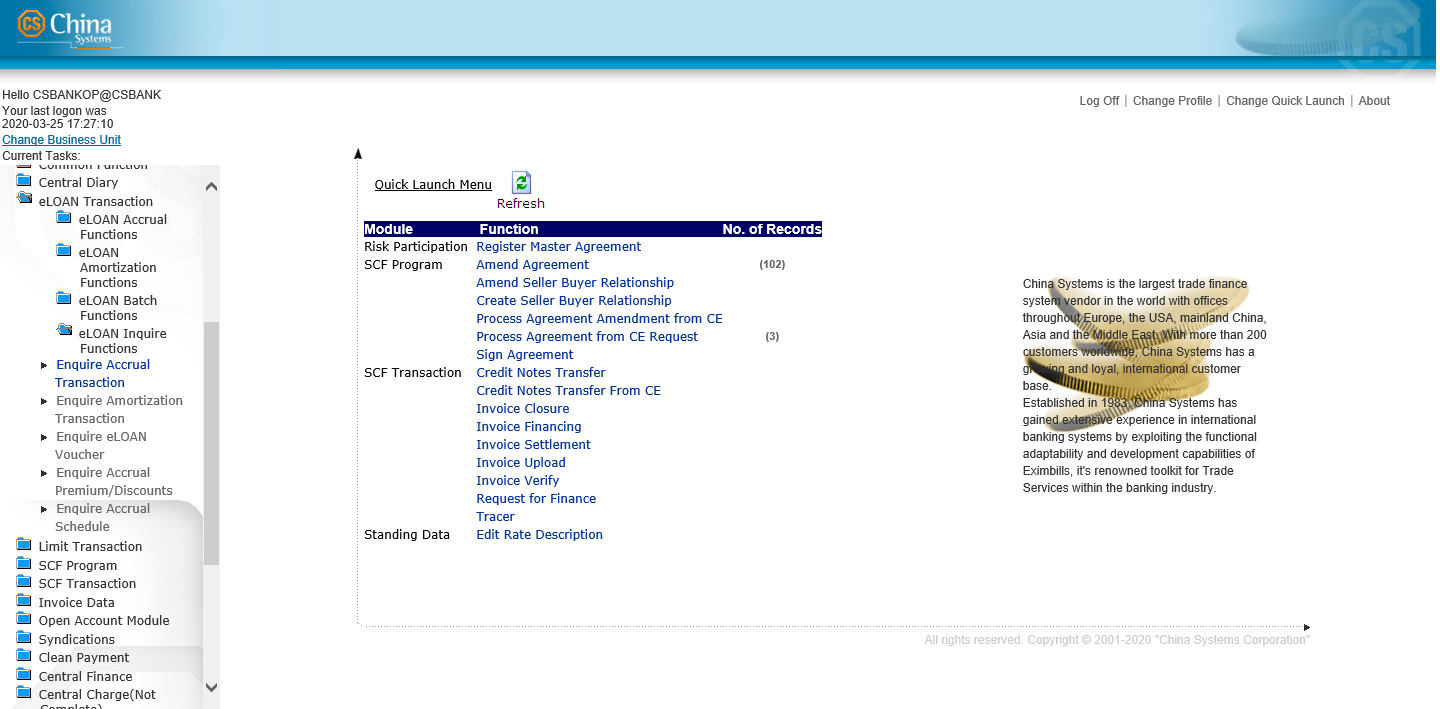 CS China
Systems
Hello CSBANKOP@CSBANK
Your last logon was
2020-03-25 17:27:10
Change Business Unit
Current Tasks:
Log Off | Change Profile | Change Quick Launch | About
Common Function
Central Diary
eLOAN Transaction
eLOAN Accrual
Functions
eLOAN
Amortization
Functions
eLOAN Batch
Functions
eLOAN Inquire
Functions
Enquire Accrual
Transaction
Enquire Amortization
Transaction
Enquire eLOAN
Voucher
Enquire Accrual
Premium/Discounts
Enquire Accrual
Schedule
Limit Transaction
SCF Program
SCF Transaction
Invoice Data
Open Account Module
Syndications
Clean Payment
Central Finance
Central Charge(Not
Complete)
Quick Launch Menu
Refresh
Module Function No. of Records
Risk Participation Register Master Agreement
SCF Program Amend Agreement (102)
Amend Seller Buyer Relationship
Create Seller Buyer Relationship
Process Agreement Amendment from CE
Process Agreement from CE Request (3)
Sign Agreement
SCF Transaction Credit Notes Transfer
Credit Notes Transfer From CE
Invoice Closure
Invoice Financing
Invoice Settlement
Invoice Upload
Invoice Verify
Request for Finance
Tracer
Standing Data Edit Rate Description
China Systems is the largest trade finance
system vendor in the world with offices
throughout Europe, the USA, mainland China,
Asia and the Middle East. With more than 200
customers worldwide, China Systems has a
growing and loyal, international customer
base.
Established in 1983, China Systems has
gained extensive experience in international
banking systems by exploiting the functional
adaptability and development capabilities of
Eximbills, it's renowned toolkit for Trade
Services within the banking industry.
All rights reserved. Copyright © 2001-2020 "China Systems Corporation"
CS